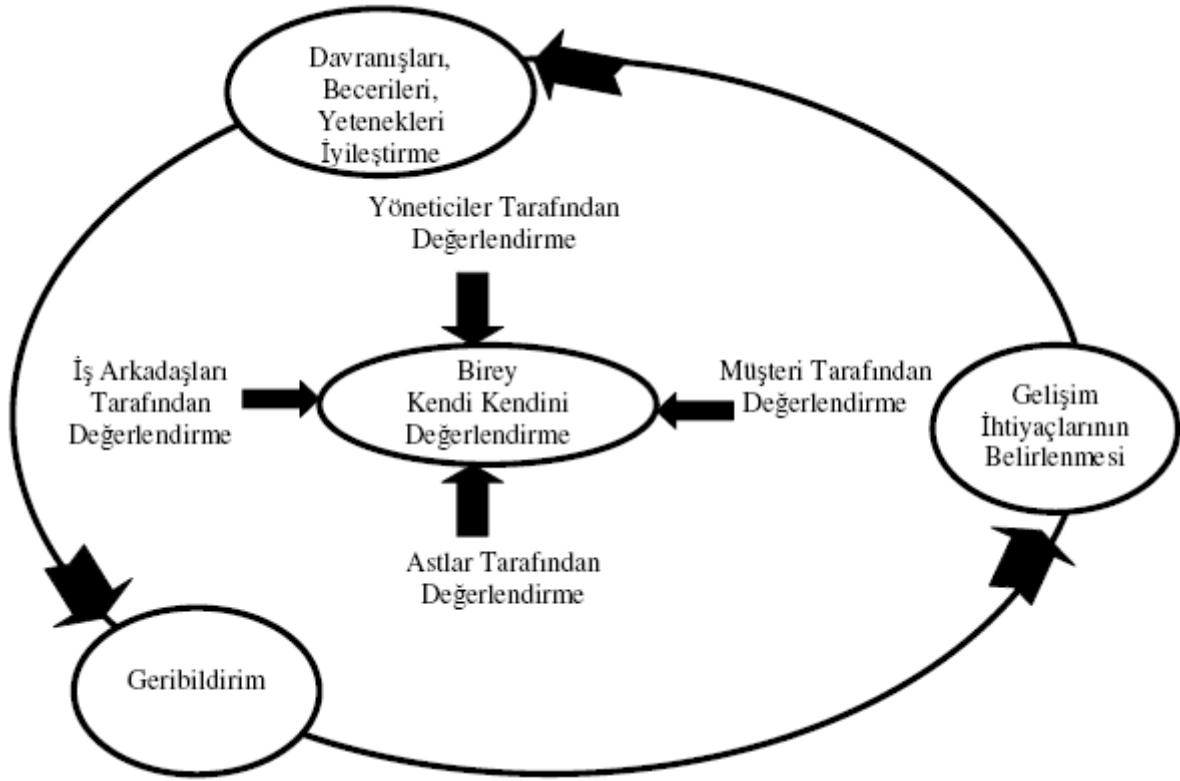 Davranışları,
Becerileri,
Yetenekleri
İyileştirme
Yöneticiler Tarafından
Değerlendirme
İş Arkadaşları
Tarafından
Değerlendirme
Birey
Kendi Kendini
Değerlendirme
Müşteri Tarafından
Değerlendirme
Gelişim
İhtiyaçlarının
Belirlenmesi
Astlar Tarafından
Değerlendirme
Geribildirim